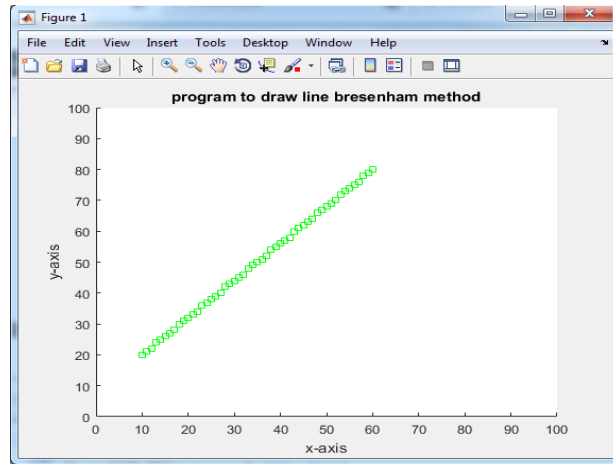 Figure 1
File Edit View Insert Tools Desktop Window Help
program to draw line bresenham method
100
90
80
70
60
50
40
30
20
10
0
y-axis
0 10 20 30 40 50 60 70 80 90 100
x-axis